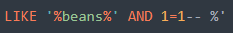 LIKE '%beans%' AND 1=1-- %'